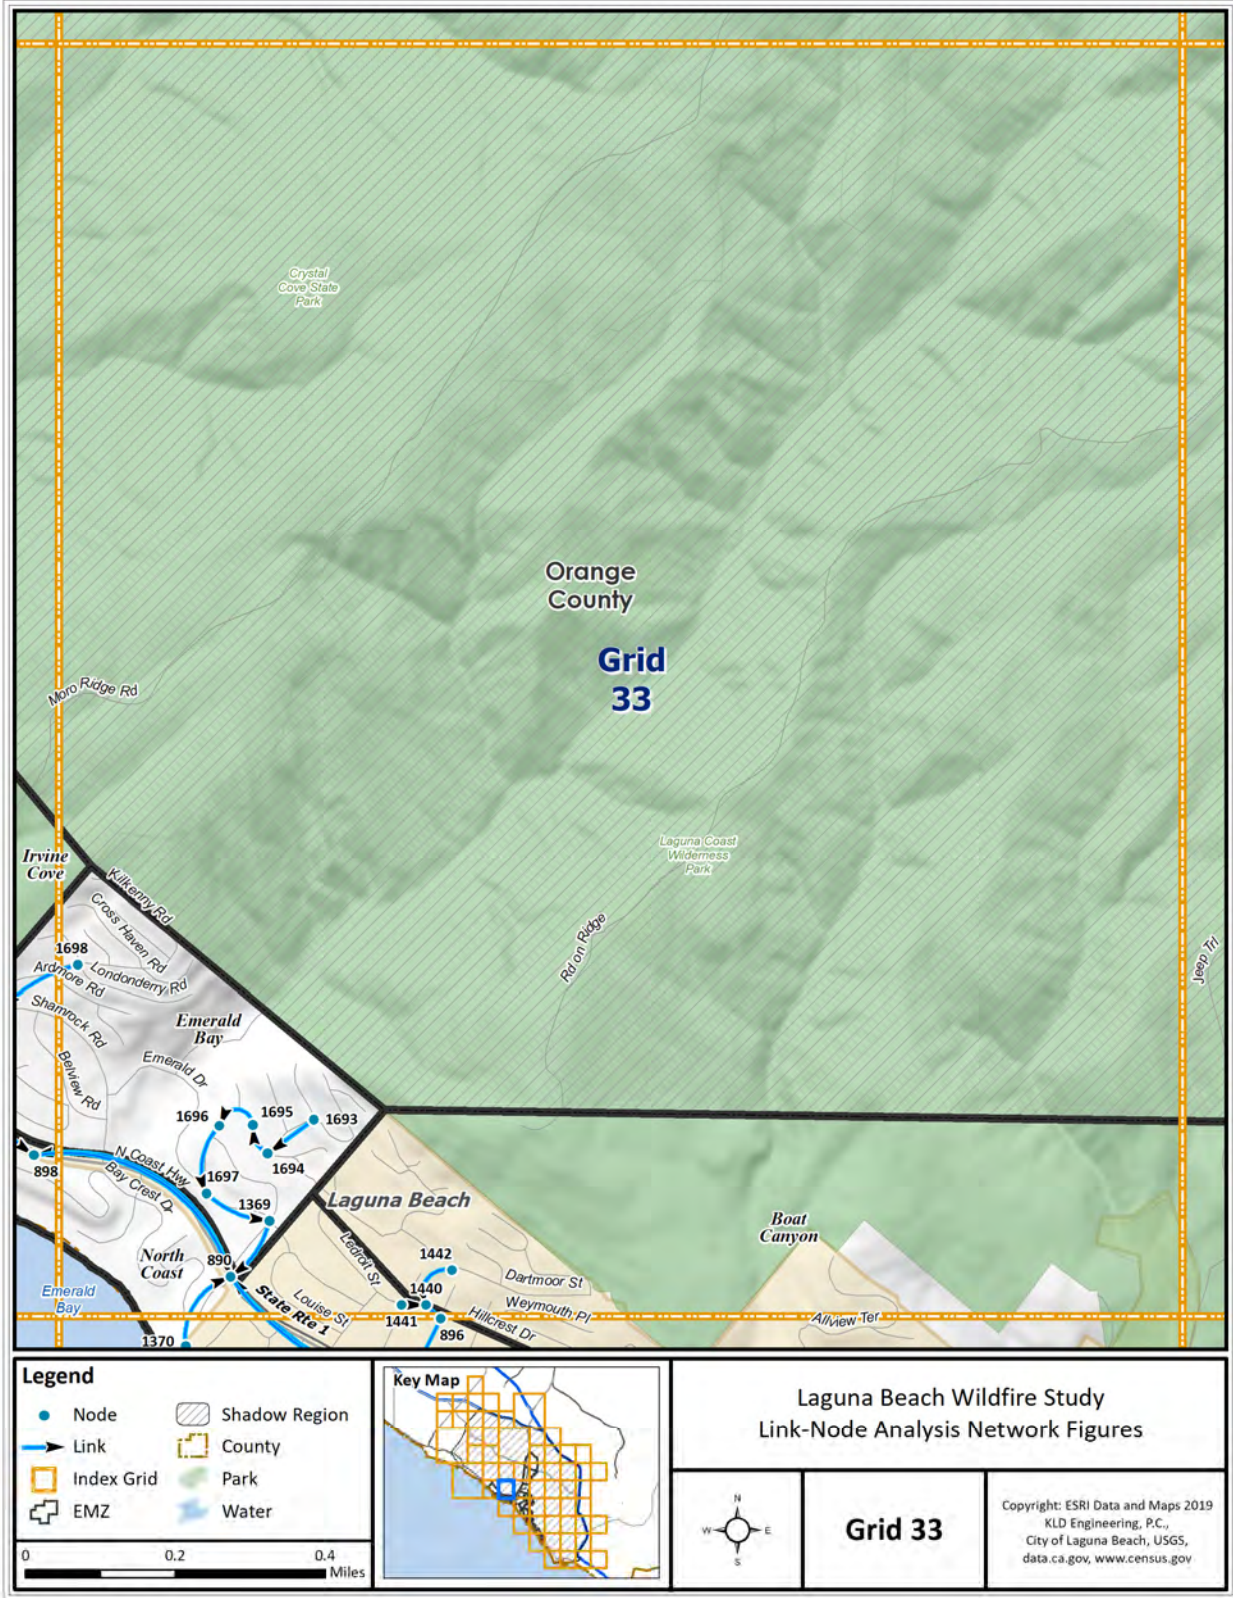 Crystal
Cove State
Park
Orange
County
Grid
33
Moro Ridge Rd
Laguna Coast
Wilderness
Park
Irvine
Cove
Kilkenny Rd
Cross Haven Rd
Rd on Ridge
Jeep Trl
1698
Ardmore Rd
Londonderry Rd
Shamrock Rd
Emerald
Bay
Belview Rd
Emerald Dr
1696
1695
1693
1694
898
N Coast Hwy
Bay Crest Dr
1697
1369
Laguna Beach
Boat
Canyon
North
Coast
890
Ledroit St
1442
Dartmoor St
1440
Emerald
Bay
State Rte 1
Louise St
Weymouth Pl
1441
Hillcrest Dr
896
Allview Ter
1370
Legend
Node
Link
Index Grid
EMZ
Shadow Region
County
Park
Water
0
0.2
0.4
Miles
Key Map
Laguna Beach Wildfire Study
Link-Node Analysis Network Figures
N
W
E
S
Grid 33
Copyright: ESRI Data and Maps 2019
KLD Engineering, P.C.,
City of Laguna Beach, USGS,
data.ca.gov, www.census.gov